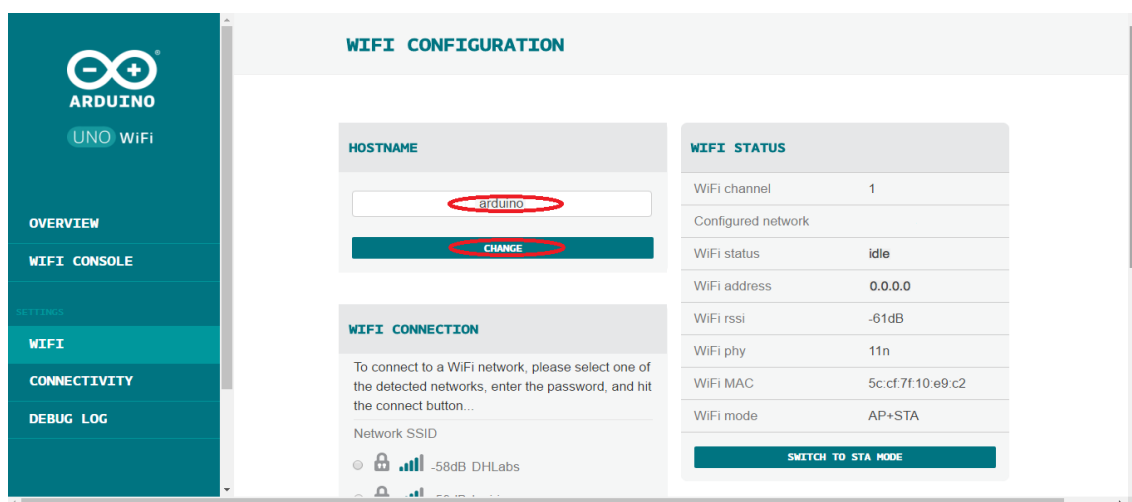 ARDUINO
UNO WiFi
OVERVIEW
WIFI CONSOLE
SETTINGS
WIFI
CONNECTIVITY
DEBUG LOG
WIFI CONFIGURATION
HOSTNAME
arduino
CHANGE
WIFI CONNECTION
To connect to a WiFi network, please select one of
the detected networks, enter the password, and hit
the connect button...
Network SSID
-58dB DHLabs
WIFI STATUS
WiFi channel 1
Configured network
WiFi status idle
WiFi address 0.0.0.0
WiFi rssi -61dB
WiFi phy 11n
WiFi MAC 5c:cf:7f:10:e9:c2
WiFi mode AP+STA
SWITCH TO STA MODE